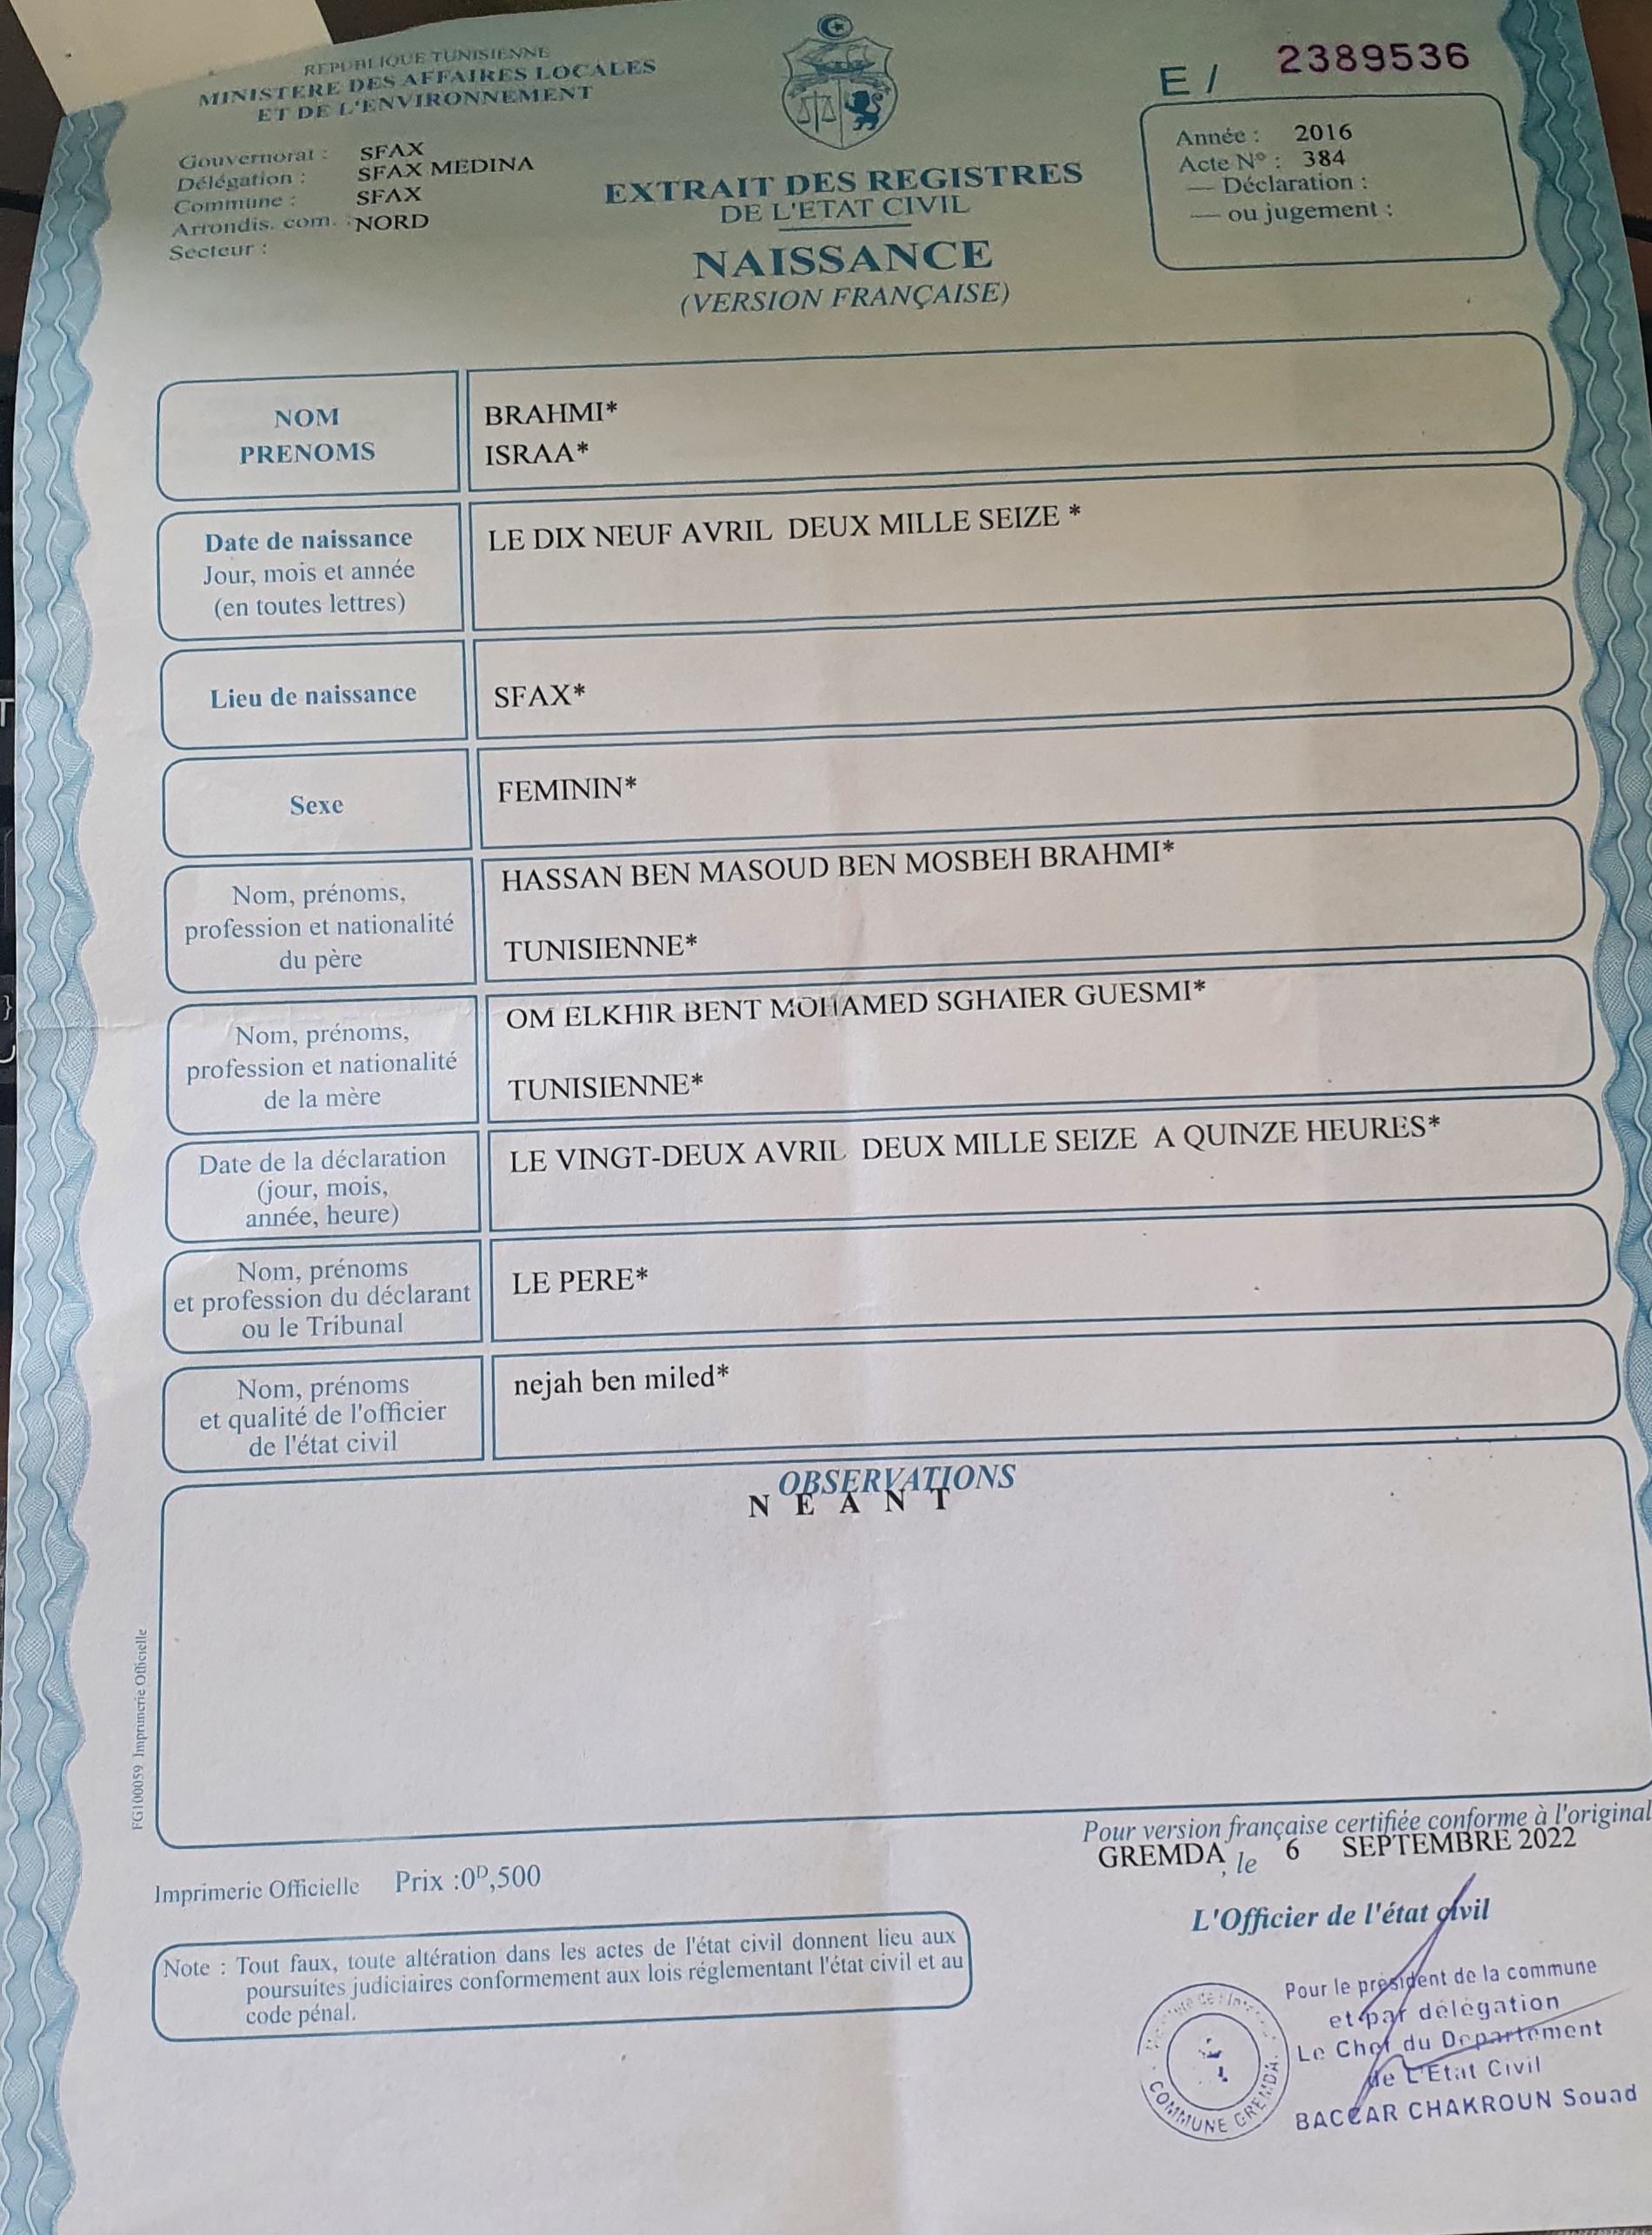 REPUBLIQUE TUNISIENNE
MINISTERE DES AFFAIRES LOCALES
ET DE L'ENVIRONNEMENT
Gouvernorat : SFAX
Délégation : SFAX MEDINA
Commune : SFAX
Arrondis. com. : NORD
Secteur :
EXTRAIT DES REGISTRES
DE L'ETAT CIVIL
NAISSANCE
(VERSION FRANÇAISE)
E / 2389536
Année : 2016
Acte N° : 384
— Déclaration :
— ou jugement :
NOM
PRENOMS
BRAHMI*
ISRAA*
Date de naissance
Jour, mois et année
(en toutes lettres)
LE DIX NEUF AVRIL DEUX MILLE SEIZE *
Lieu de naissance
SFAX*
Sexe
FEMININ*
Nom, prénoms,
profession et nationalité
du père
HASSAN BEN MASOUD BEN MOSBEH BRAHMI*
TUNISIENNE*
Nom, prénoms,
profession et nationalité
de la mère
OM ELKHIR BENT MOHAMED SGHAIER GUESMI*
TUNISIENNE*
Date de la déclaration
(jour, mois,
année, heure)
LE VINGT-DEUX AVRIL DEUX MILLE SEIZE A QUINZE HEURES*
Nom, prénoms
et profession du déclarant
ou le Tribunal
LE PERE*
Nom, prénoms
et qualité de l'officier
de l'état civil
nejah ben miled*
OBSERVATIONS
N E A N T
FG100059 Imprimerie Officielle
Pour version française certifiée conforme à l'original
GREMDA, le 6 SEPTEMBRE 2022
Imprimerie Officielle Prix :0ᴰ,500
L'Officier de l'état civil
Note : Tout faux, toute altération dans les actes de l'état civil donnent lieu aux
poursuites judiciaires conformement aux lois réglementant l'état civil et au
code pénal.
Pour le président de la commune
et par délégation
Le Chef du Departement
de L'Etat Civil
BACCAR CHAKROUN Souad
COMMUNE GREMDA